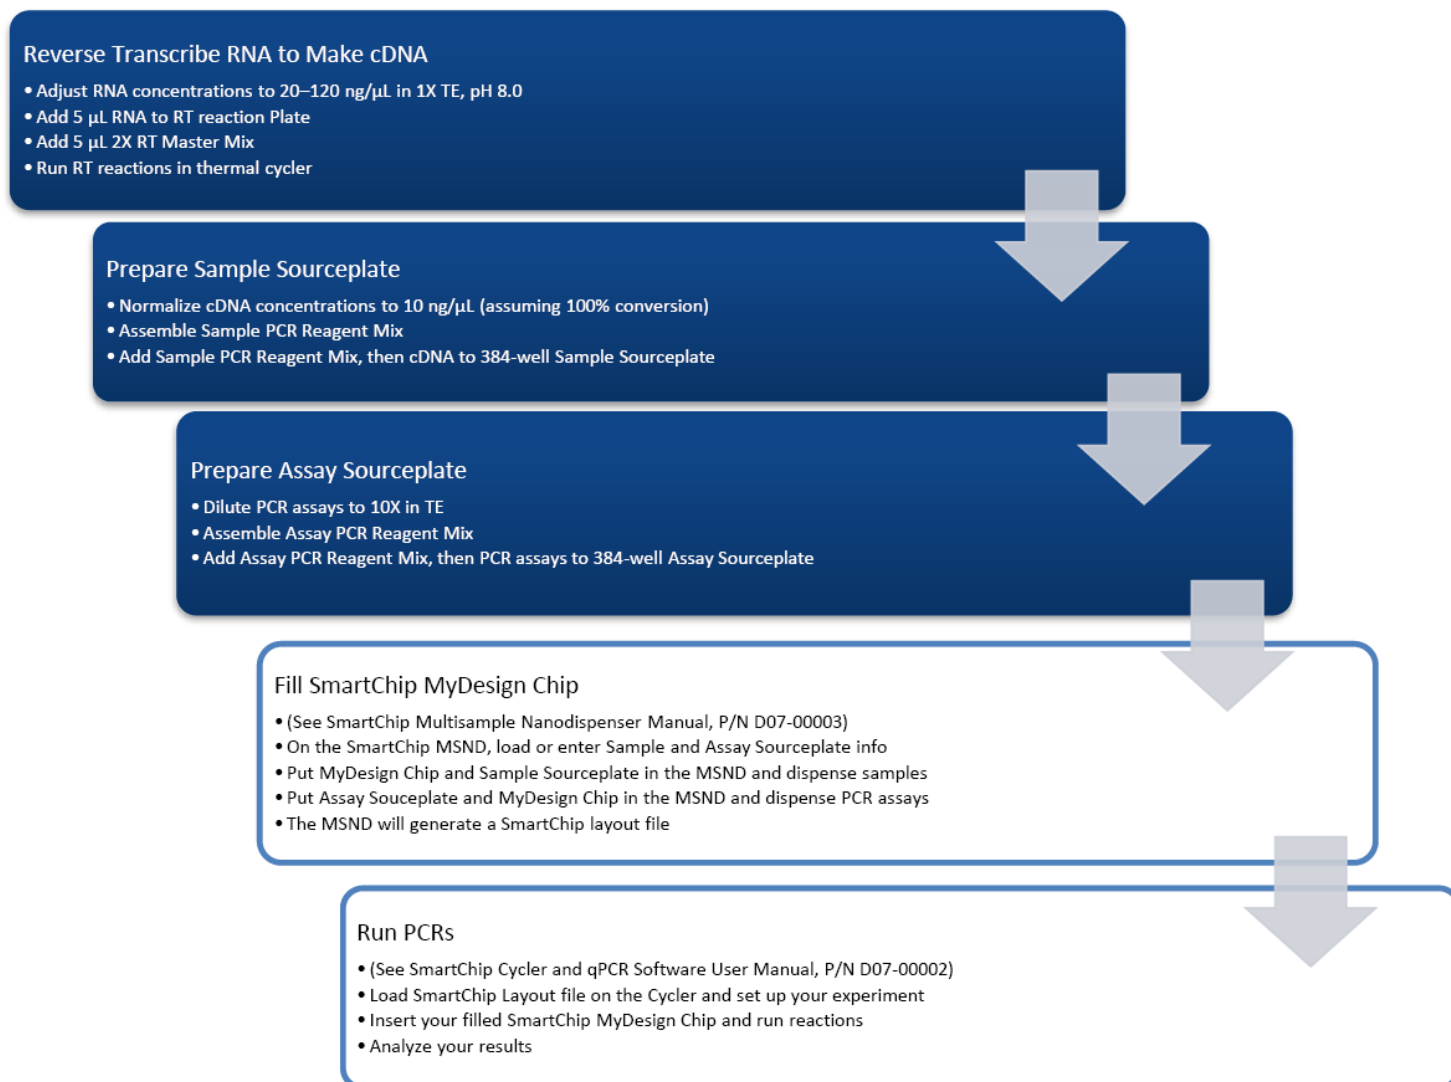 Reverse Transcribe RNA to Make cDNA
• Adjust RNA concentrations to 20–120 ng/µL in 1X TE, pH 8.0
• Add 5 µL RNA to RT reaction Plate
• Add 5 µL 2X RT Master Mix
• Run RT reactions in thermal cycler
Prepare Sample Sourceplate
• Normalize cDNA concentrations to 10 ng/µL (assuming 100% conversion)
• Assemble Sample PCR Reagent Mix
• Add Sample PCR Reagent Mix, then cDNA to 384-well Sample Sourceplate
Prepare Assay Sourceplate
• Dilute PCR assays to 10X in TE
• Assemble Assay PCR Reagent Mix
• Add Assay PCR Reagent Mix, then PCR assays to 384-well Assay Sourceplate
Fill SmartChip MyDesign Chip
• (See SmartChip Multisample Nanodispenser Manual, P/N D07-00003)
• On the SmartChip MSND, load or enter Sample and Assay Sourceplate info
• Put MyDesign Chip and Sample Sourceplate in the MSND and dispense samples
• Put Assay Souceplate and MyDesign Chip in the MSND and dispense PCR assays
• The MSND will generate a SmartChip layout file
Run PCRs
• (See SmartChip Cycler and qPCR Software User Manual, P/N D07-00002)
• Load SmartChip Layout file on the Cycler and set up your experiment
• Insert your filled SmartChip MyDesign Chip and run reactions
• Analyze your results